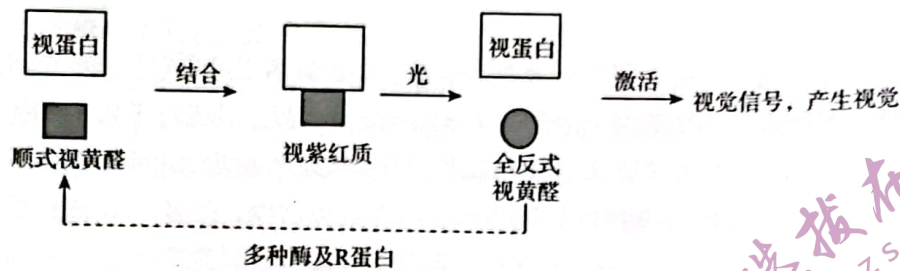 视蛋白
顺式视黄醛
结合
视紫红质
光
视蛋白
全反式
视黄醛
激活
视觉信号，产生视觉
多种酶及R蛋白